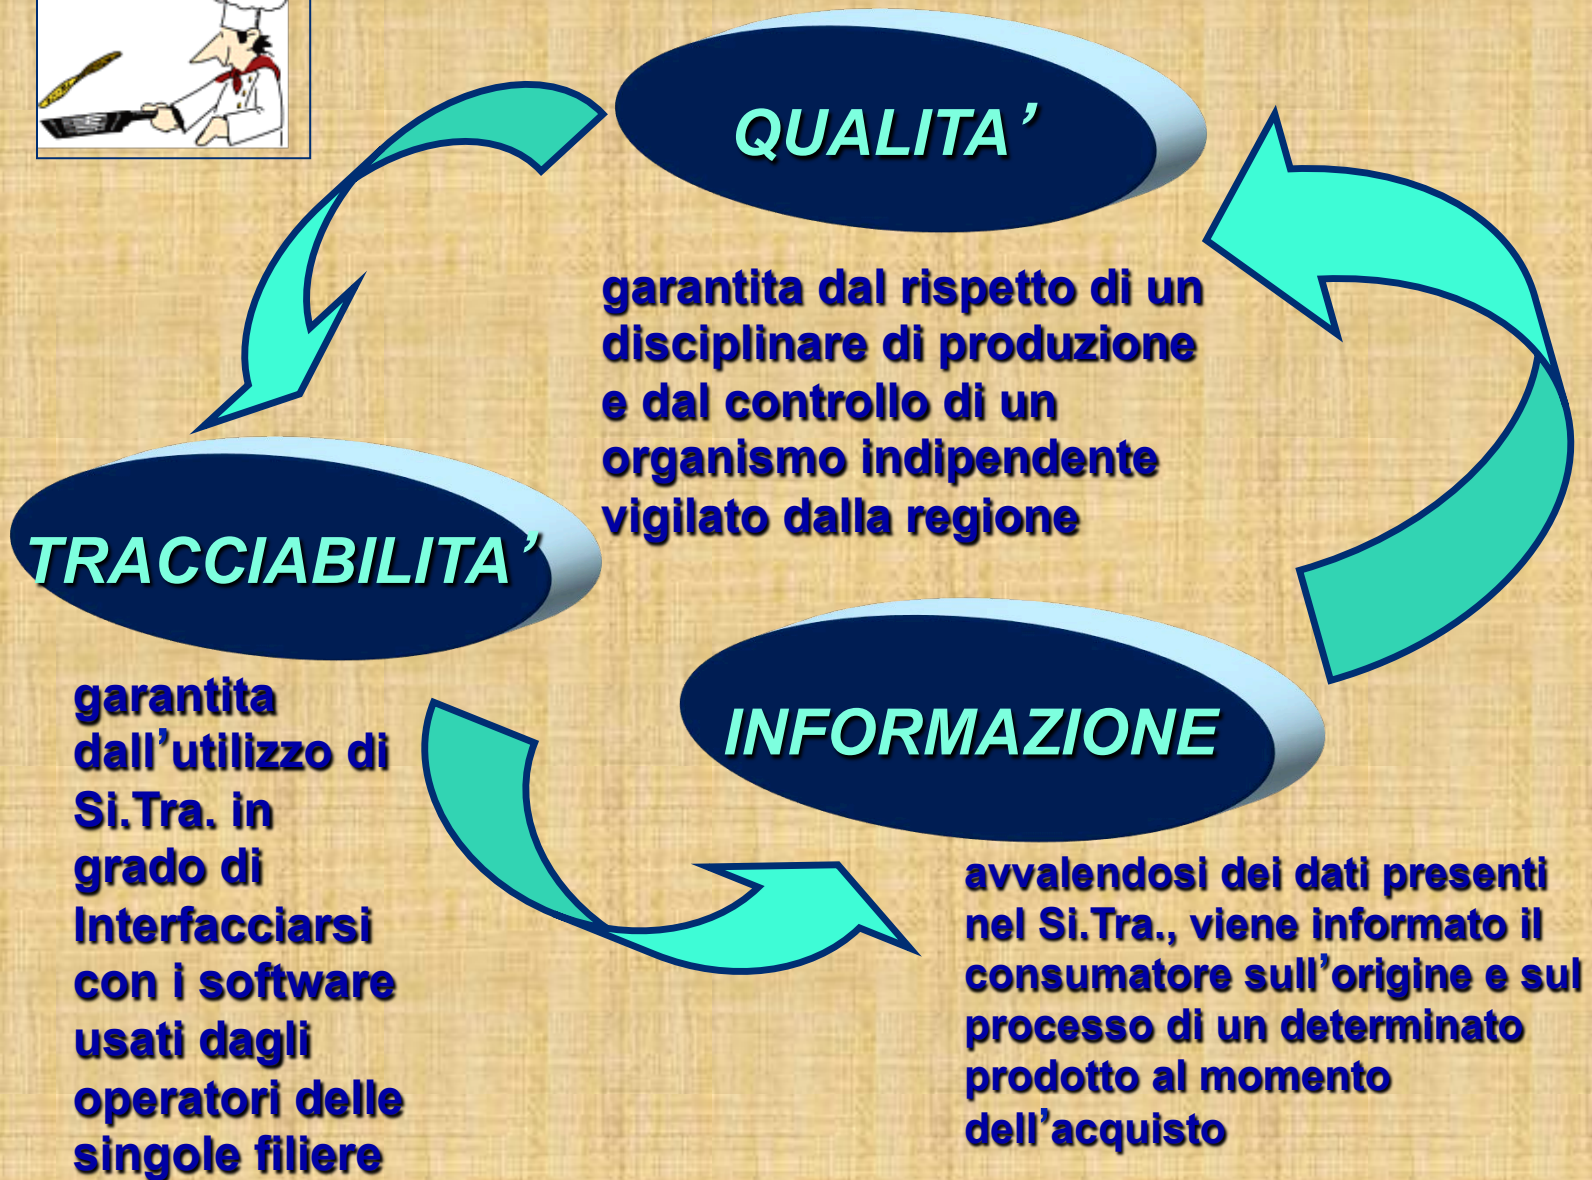 QUALITA’
garantita dal rispetto di un
disciplinare di produzione
e dal controllo di un
organismo indipendente
vigilato dalla regione
TRACCIABILITA’
garantita
dall’utilizzo di
Si.Tra. in
grado di
Interfacciarsi
con i software
usati dagli
operatori delle
singole filiere
INFORMAZIONE
avvalendosi dei dati presenti
nel Si.Tra., viene informato il
consumatore sull’origine e sul
processo di un determinato
prodotto al momento
dell’acquisto